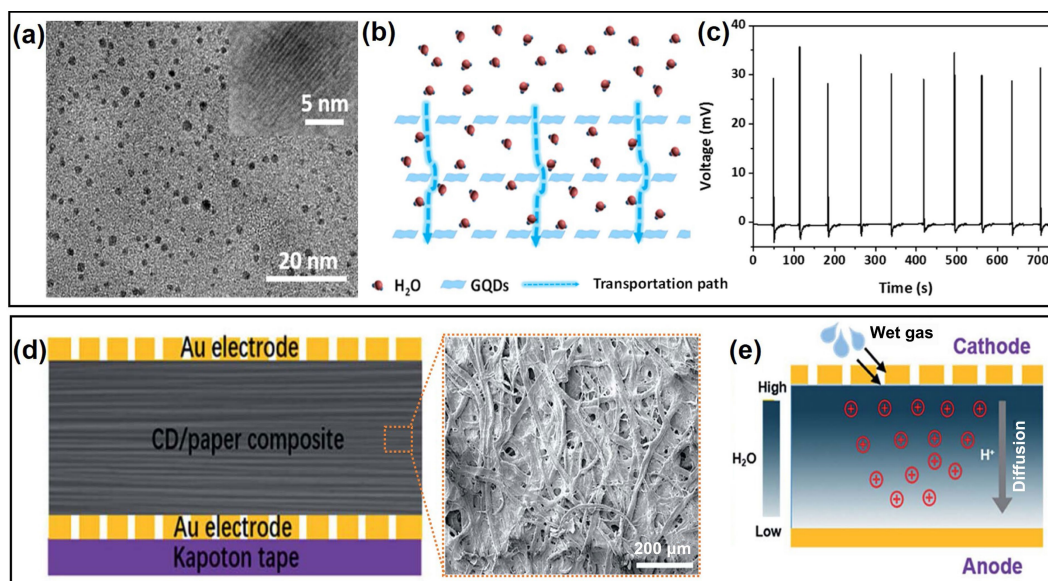 (a)
5 nm
20 nm
(b)
H₂O
GQDs
Transportation path
(c)
Voltage (mV)
40
30
20
10
0
0 100 200 300 400 500 600 700
Time (s)
(d)
Au electrode
CD/paper composite
Au electrode
Kapoton tape
200 µm
(e)
Wet gas
Cathode
High
H₂O
Low
H⁺
Diffusion
Anode